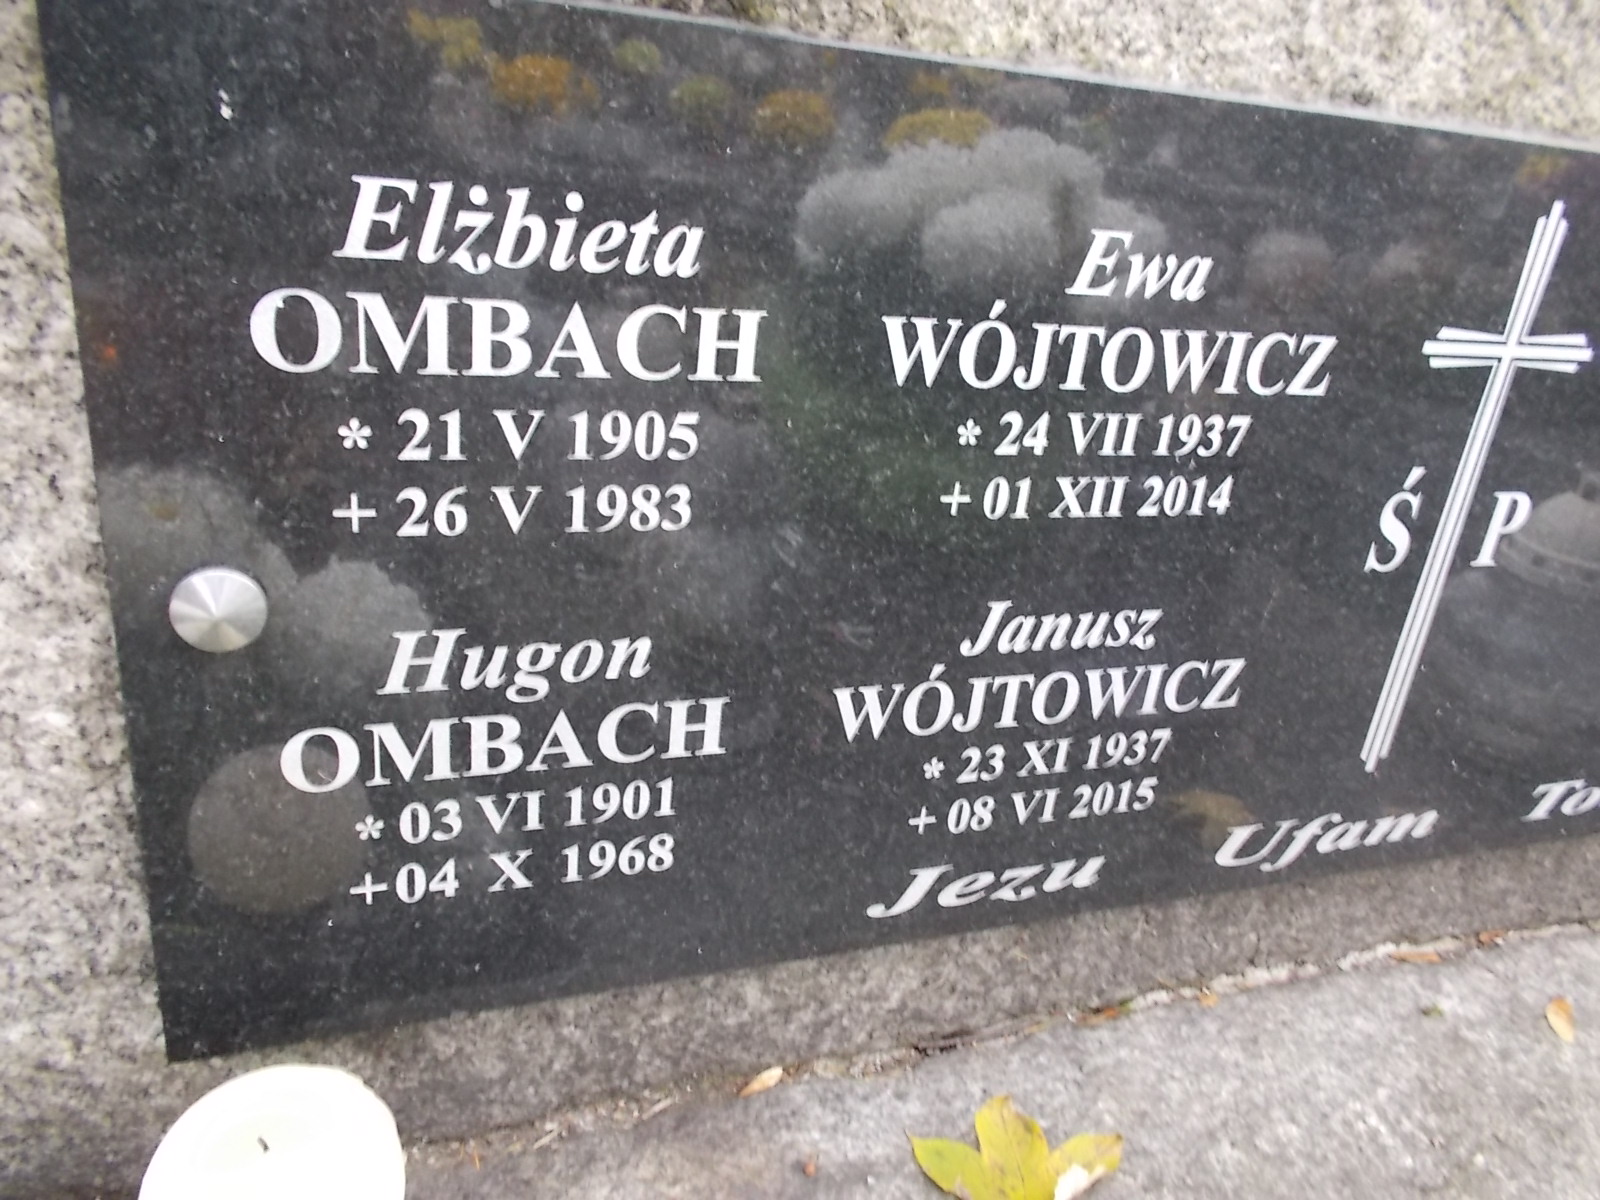 Elżbieta
OMBACH
* 21 V 1905
+ 26 V 1983
Hugon
OMBACH
* 03 VI 1901
+ 04 X 1968
Ewa
WÓJTOWICZ
* 24 VII 1937
+ 01 XII 2014
Janusz
WÓJTOWICZ
* 23 XI 1937
+ 08 VI 2015
Ś P
Jezu Ufam To